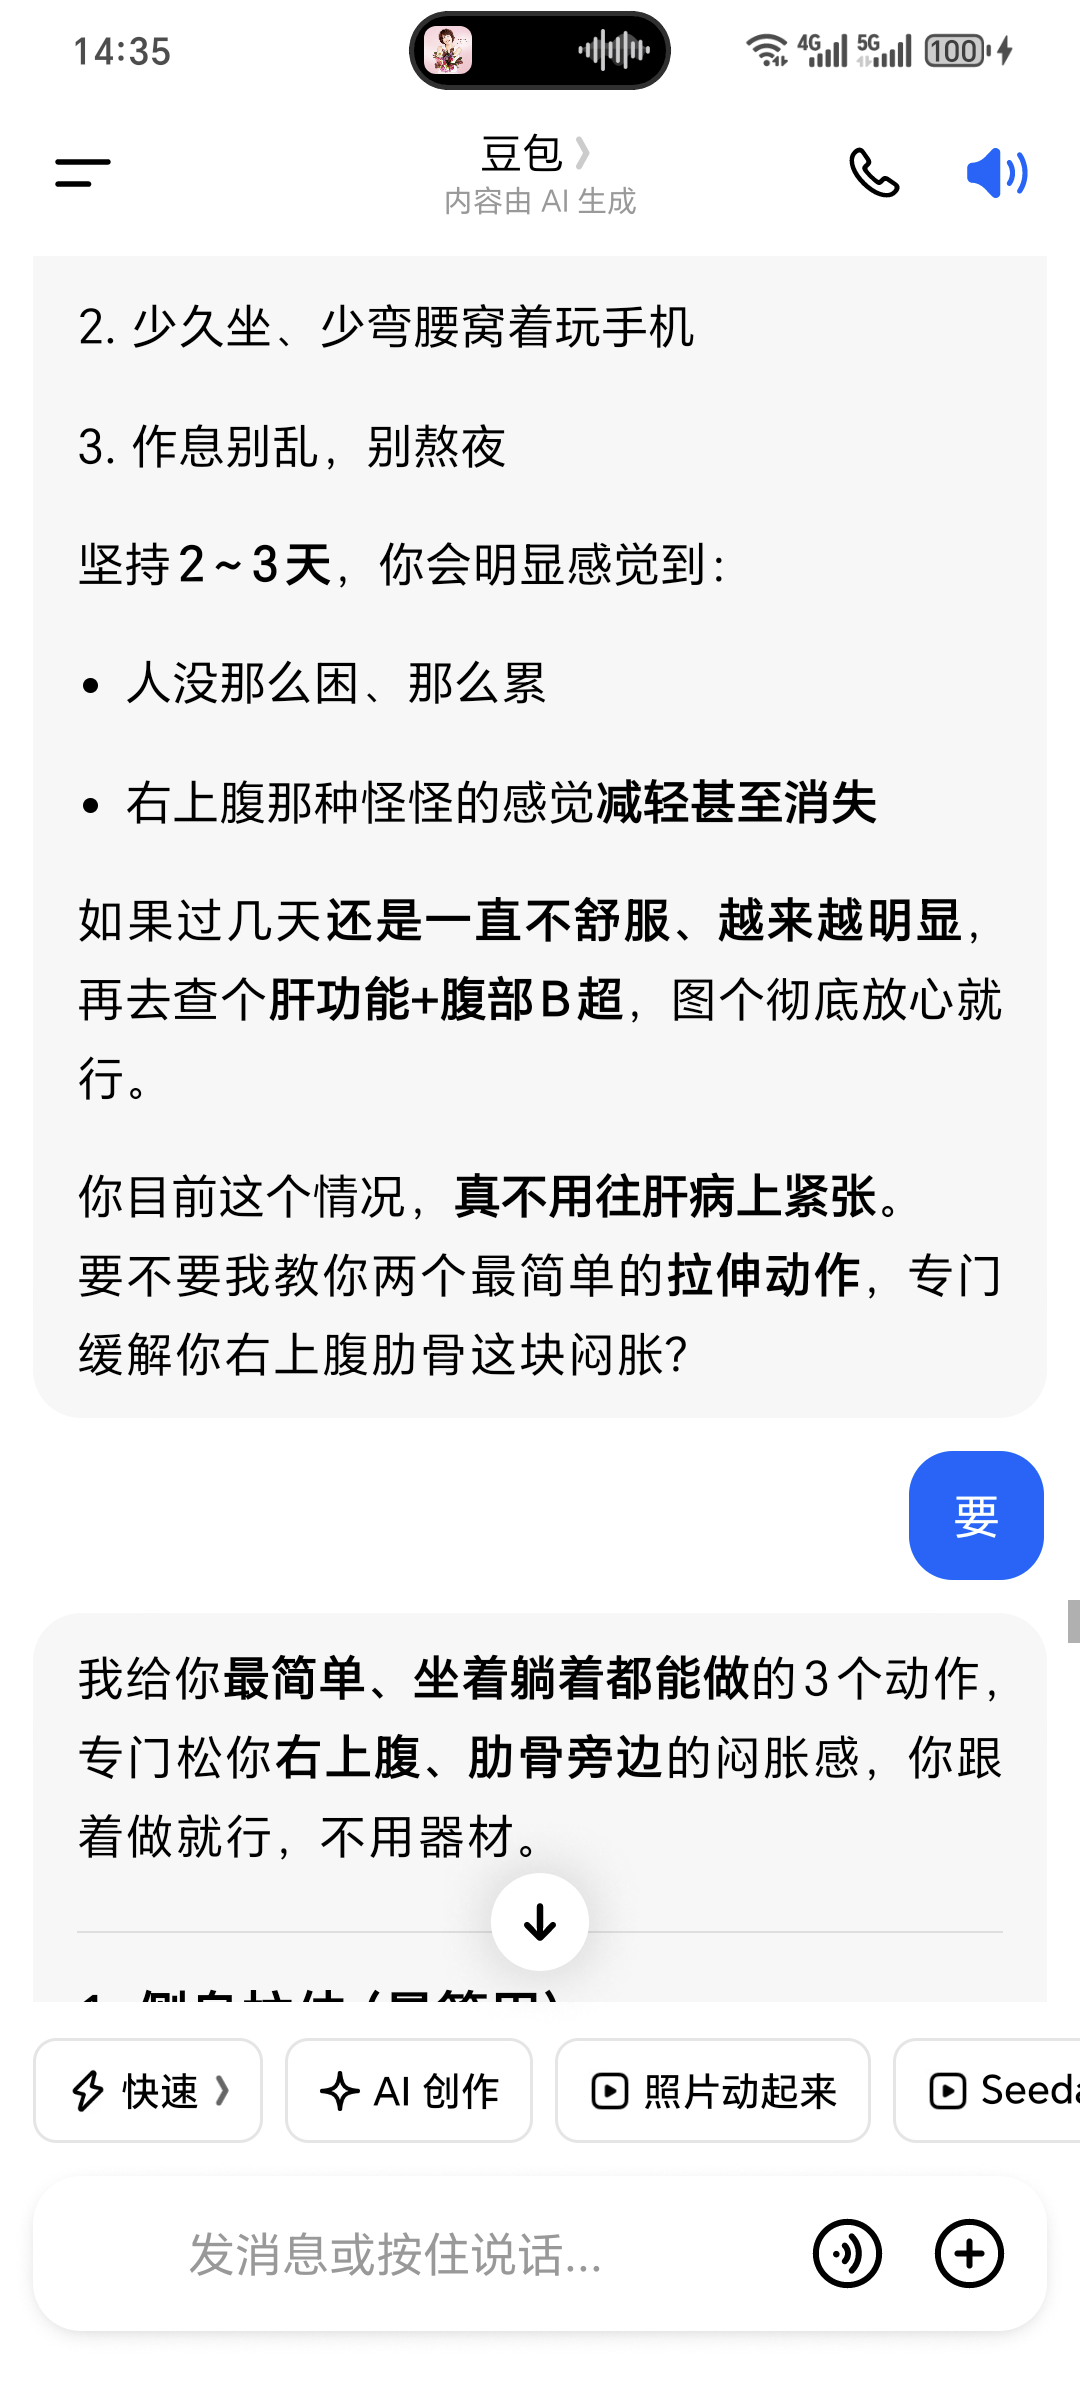 14:35
4G 5G 100
豆包
内容由 AI 生成
2. 少久坐、少弯腰窝着玩手机
3. 作息别乱，别熬夜
坚持2~3天，你会明显感觉到：
• 人没那么困、那么累
• 右上腹那种怪怪的感觉减轻甚至消失
如果过几天还是一直不舒服、越来越明显，
再去查个肝功能+腹部B超，图个彻底放心就
行。
你目前这个情况，真不用往肝病上紧张。
要不要我教你两个最简单的拉伸动作，专门
缓解你右上腹肋骨这块闷胀？
要
我给你最简单、坐着躺着都能做的3个动作，
专门松你右上腹、肋骨旁边的闷胀感，你跟
着做就行，不用器材。
快速 AI 创作 照片动起来 Seed
发消息或按住说话...